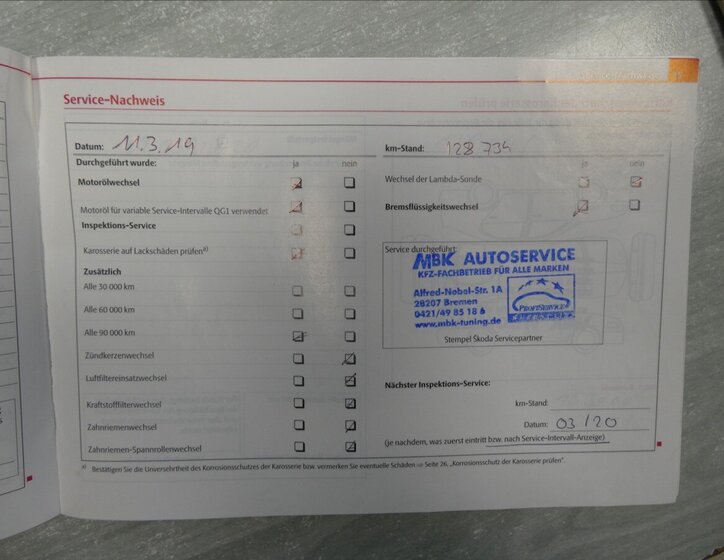 Service-Nachweis
Datum: 11.3.19
km-Stand: 128 734
Durchgeführt wurde: ja nein
ja nein
Motorölwechsel
Wechsel der Lambda-Sonde
Motoröl für variable Service-Intervalle QG1 verwendet
Bremsflüssigkeitswechsel
Inspektions-Service
Karosserie auf Lackschäden prüfen a)
Service durchgeführt:
MBK AUTOSERVICE
KFZ-FACHBETRIEB FÜR ALLE MARKEN
Alfred-Nobel-Str. 1A
28207 Bremen
0421/49 85 18 6
www.mbk-tuning.de
PROFISERVICE
Stempel Škoda Servicepartner
Zusätzlich
Alle 30 000 km
Alle 60 000 km
Alle 90 000 km
Zündkerzenwechsel
Luftfiltereinsatzwechsel
Kraftstofffilterwechsel
Zahnriemenwechsel
Zahnriemen-Spannrollenwechsel
Nächster Inspektions-Service:
km-Stand:
Datum: 03/20
(je nachdem, was zuerst eintritt bzw. nach Service-Intervall-Anzeige)
a) Bestätigen Sie die Unversehrtheit des Korrosionsschutzes der Karosserie bzw. vermerken Sie eventuelle Schäden ⇒ Seite 26, „Korrosionsschutz der Karosserie prüfen".